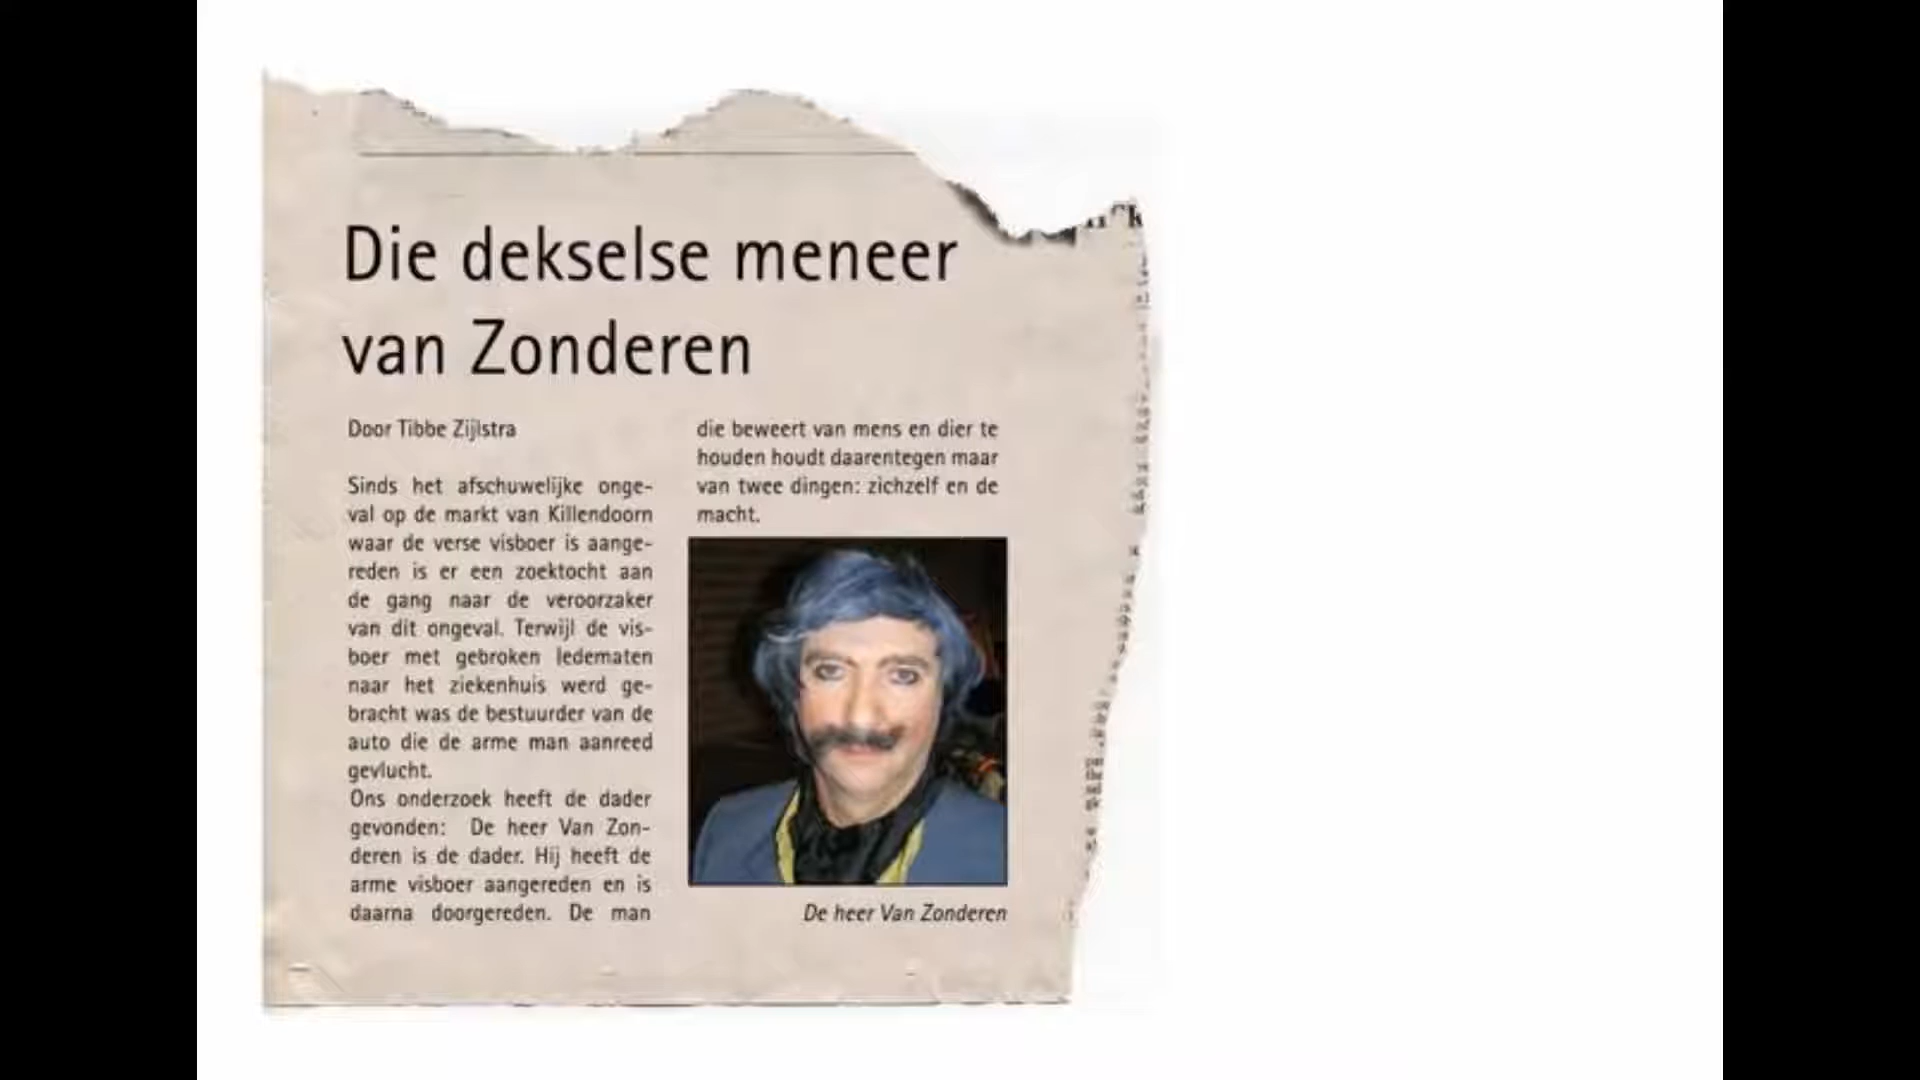 Die dekselse meneer
van Zonderen
Door Tibbe Zijlstra
Sinds het afschuwelijke onge-
val op de markt van Killendoorn
waar de verse visboer is aange-
reden is er een zoektocht aan
de gang naar de veroorzaker
van dit ongeval. Terwijl de vis-
boer met gebroken ledematen
naar het ziekenhuis werd ge-
bracht was de bestuurder van de
auto die de arme man aanreed
gevlucht.
Ons onderzoek heeft de dader
gevonden: De heer Van Zon-
deren is de dader. Hij heeft de
arme visboer aangereden en is
daarna doorgereden. De man
die beweert van mens en dier te
houden houdt daarentegen maar
van twee dingen: zichzelf en de
macht.
De heer Van Zonderen